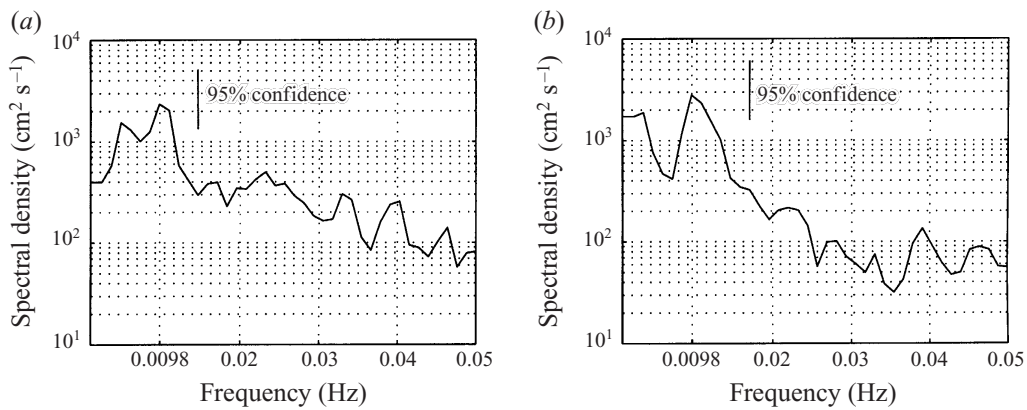 (a)
10⁴
10³
10²
10¹
Spectral density (cm² s⁻¹)
95% confidence
0.0098
0.02
0.03
0.04
0.05
Frequency (Hz)
(b)
10⁴
10³
10²
10¹
Spectral density (cm² s⁻¹)
95% confidence
0.0098
0.02
0.03
0.04
0.05
Frequency (Hz)